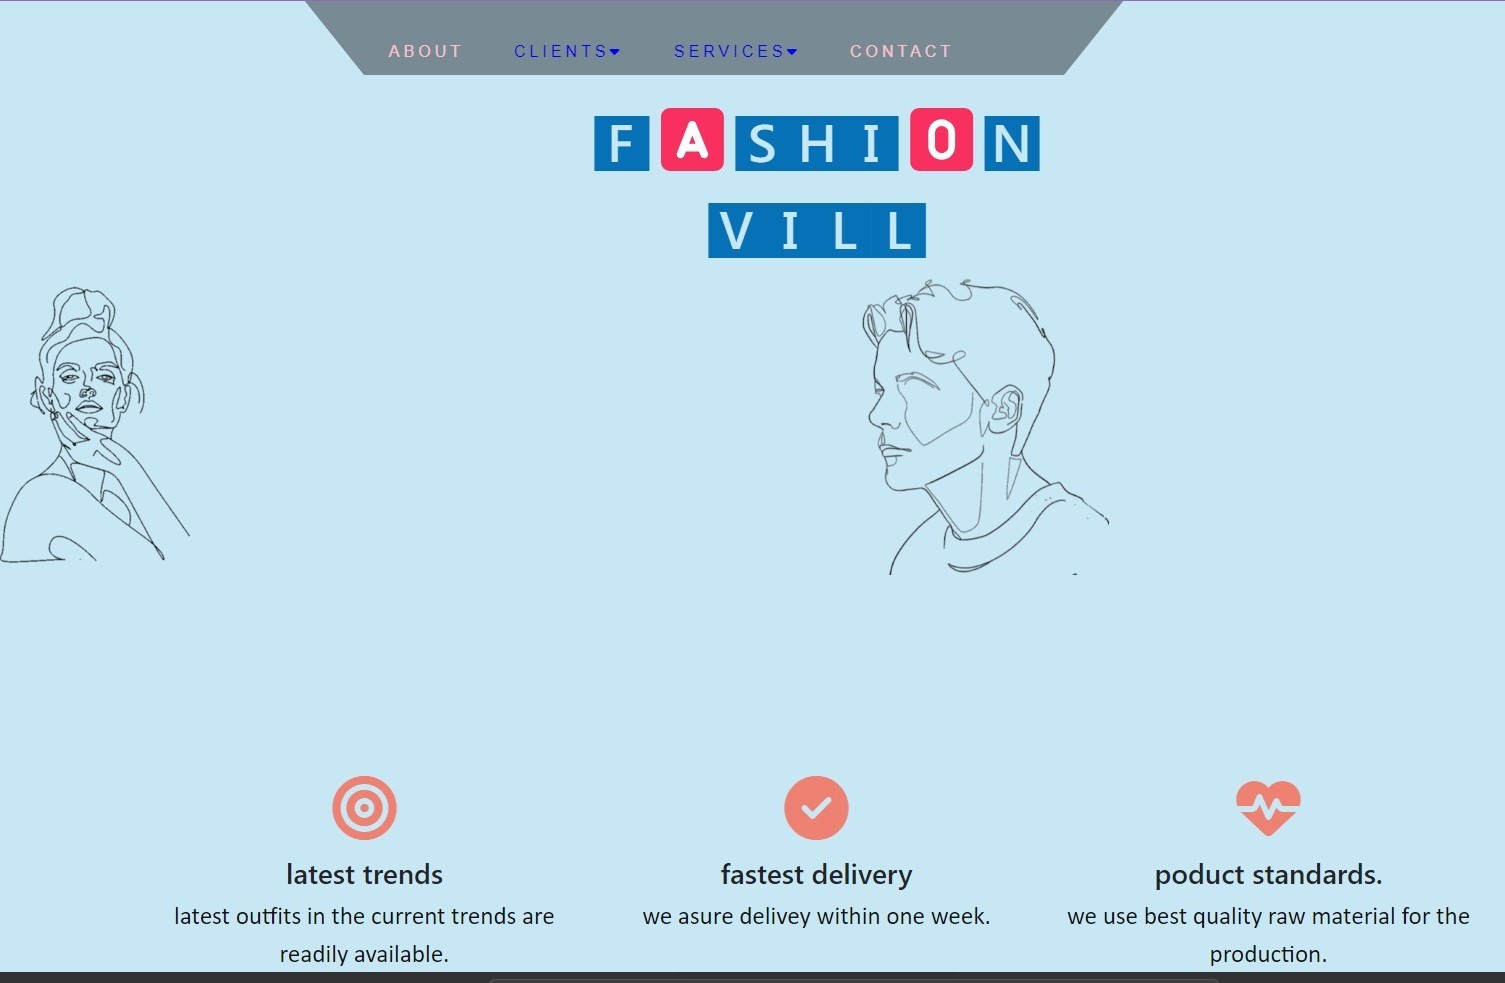 ABOUT CLIENTS SERVICES CONTACT
FASHION
VILL
latest trends
latest outfits in the current trends are
readily available.
fastest delivery
we asure delivey within one week.
poduct standards.
we use best quality raw material for the
production.